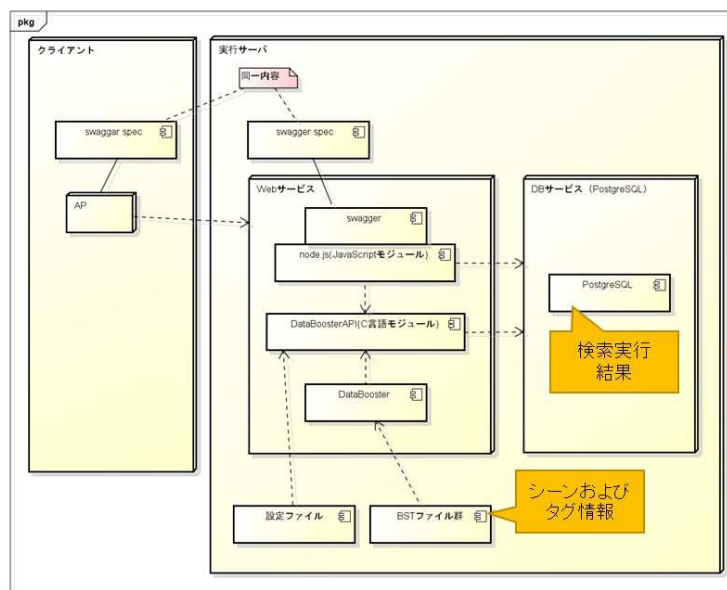 pkg
クライアント
実行サーバ
同一内容
swaggar spec
swagger spec
AP
Webサービス
DBサービス（PostgreSQL）
swagger
node.js(JavaScriptモジュール)
PostgreSQL
DataBoosterAPI(C言語モジュール)
検索実行
結果
DataBooster
シーンおよび
タグ情報
設定ファイル
BSTファイル群